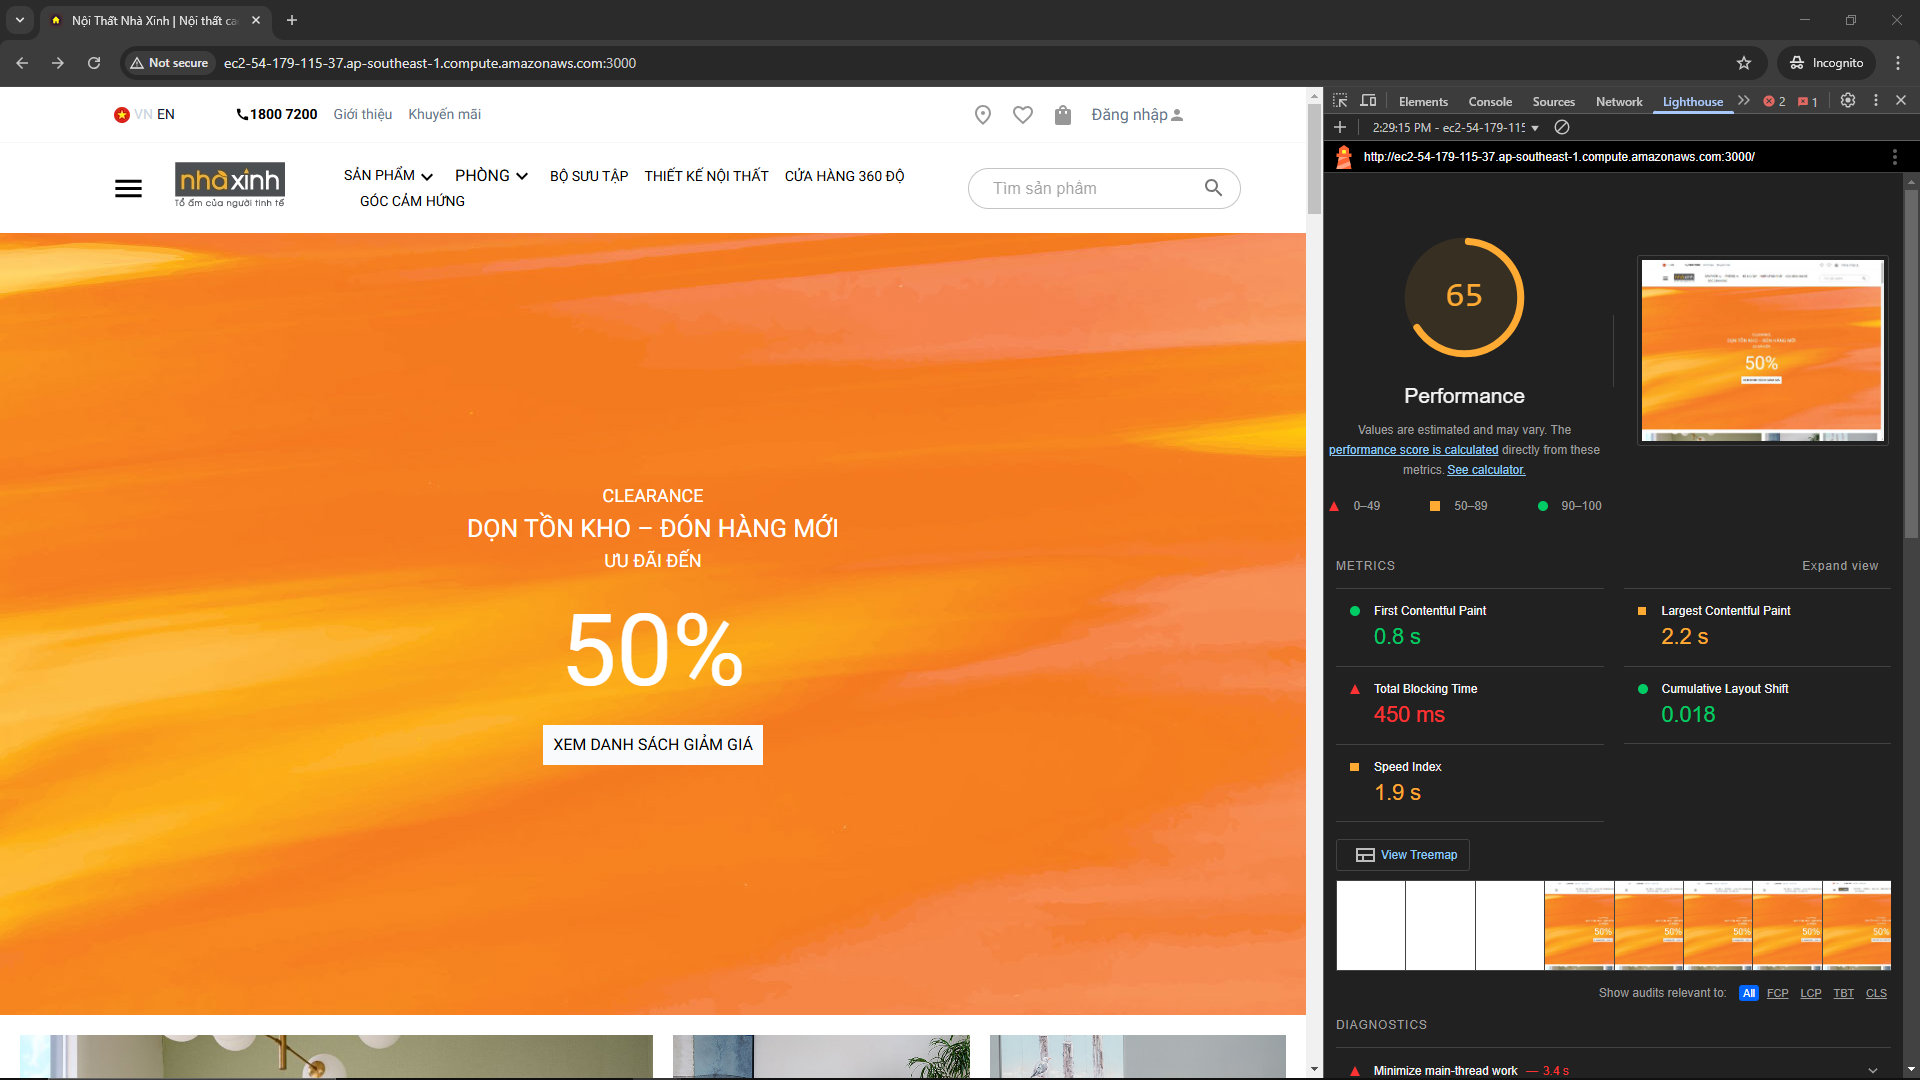 Nội Thất Nhà Xinh | Nội thất ca
Not secure
ec2-54-179-115-37.ap-southeast-1.compute.amazonaws.com:3000
Incognito
VN EN
1800 7200
Giới thiệu
Khuyến mãi
Đăng nhập
nhàxinh
Tổ ấm của người tinh tế
SẢN PHẨM
PHÒNG
BỘ SƯU TẬP
THIẾT KẾ NỘI THẤT
CỬA HÀNG 360 ĐỘ
GÓC CẢM HỨNG
Tìm sản phẩm
CLEARANCE
DỌN TỒN KHO – ĐÓN HÀNG MỚI
ƯU ĐÃI ĐẾN
50%
XEM DANH SÁCH GIẢM GIÁ
Elements
Console
Sources
Network
Lighthouse
2
1
2:29:15 PM - ec2-54-179-115
http://ec2-54-179-115-37.ap-southeast-1.compute.amazonaws.com:3000/
65
Performance
Values are estimated and may vary. The
performance score is calculated directly from these
metrics. See calculator.
0–49
50–89
90–100
METRICS
Expand view
First Contentful Paint
0.8 s
Largest Contentful Paint
2.2 s
Total Blocking Time
450 ms
Cumulative Layout Shift
0.018
Speed Index
1.9 s
View Treemap
Show audits relevant to: All FCP LCP TBT CLS
DIAGNOSTICS
Minimize main-thread work — 3.4 s